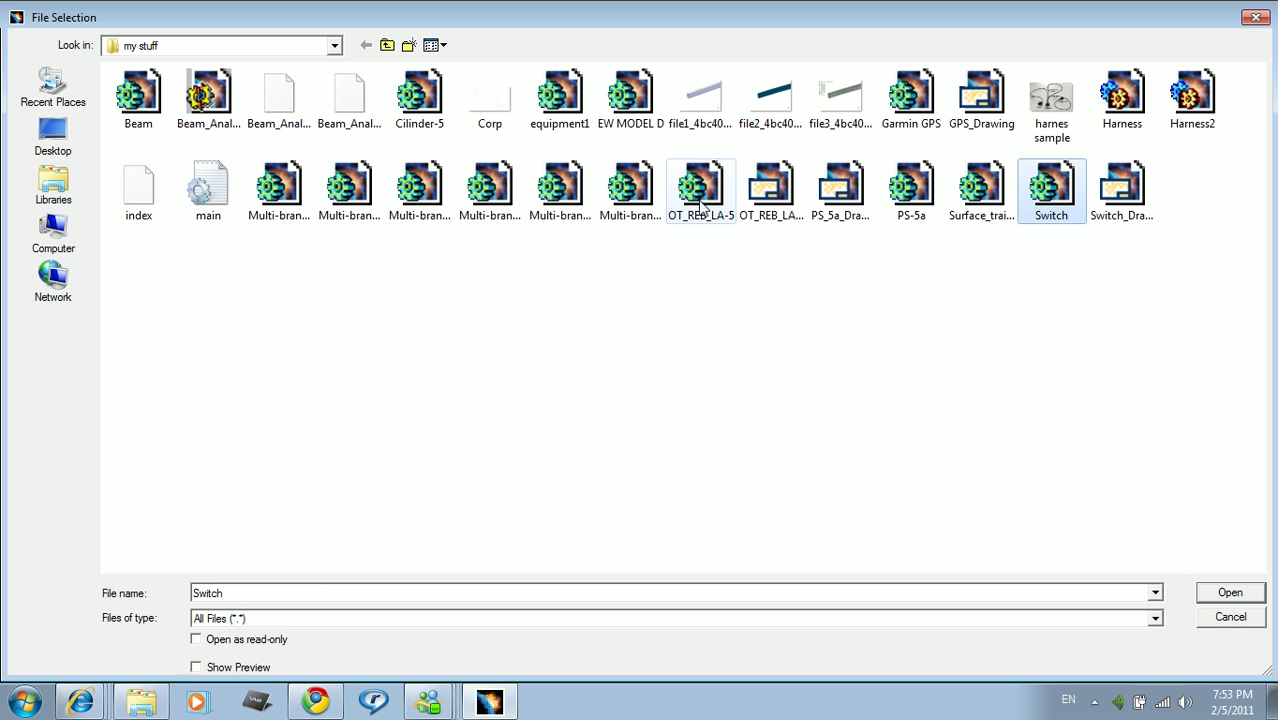 File Selection
Look in:
my stuff
Recent Places
Desktop
Libraries
Computer
Network
Beam
Beam_Anal...
Beam_Anal...
Beam_Anal...
Cilinder-5
Corp
equipment1
EW MODEL D
file1_4bc40...
file2_4bc40...
file3_4bc40...
Garmin GPS
GPS_Drawing
harnes
sample
Harness
Harness2
index
main
Multi-bran...
Multi-bran...
Multi-bran...
Multi-bran...
Multi-bran...
Multi-bran...
OT_REB_LA-5
OT_REB_LA...
PS_5a_Dra...
PS-5a
Surface_trai...
Switch
Switch_Dra...
File name:
Switch
Open
Files of type:
All Files (*.*)
Cancel
Open as read-only
Show Preview
EN
7:53 PM
2/5/2011